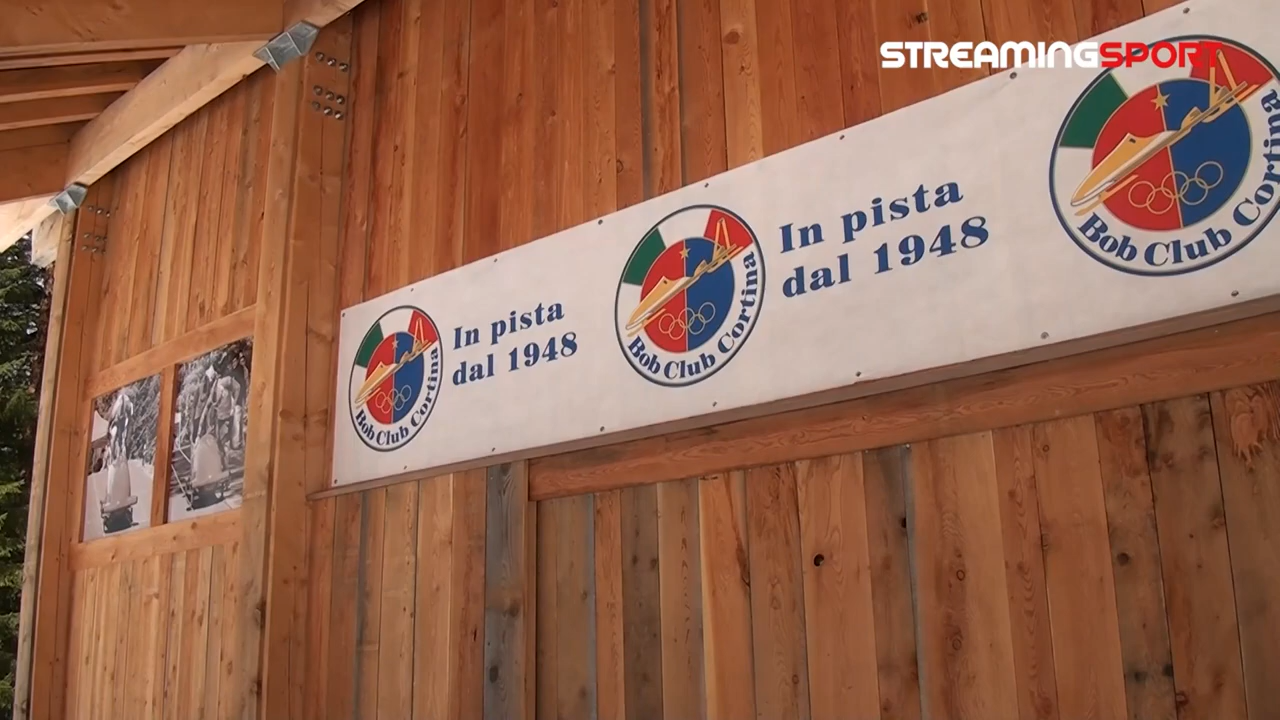 STREAMINGSPORT
In pista
dal 1948
Bob Club Cortina
In pista
dal 1948
Bob Club Cortina
Bob Club Cortina